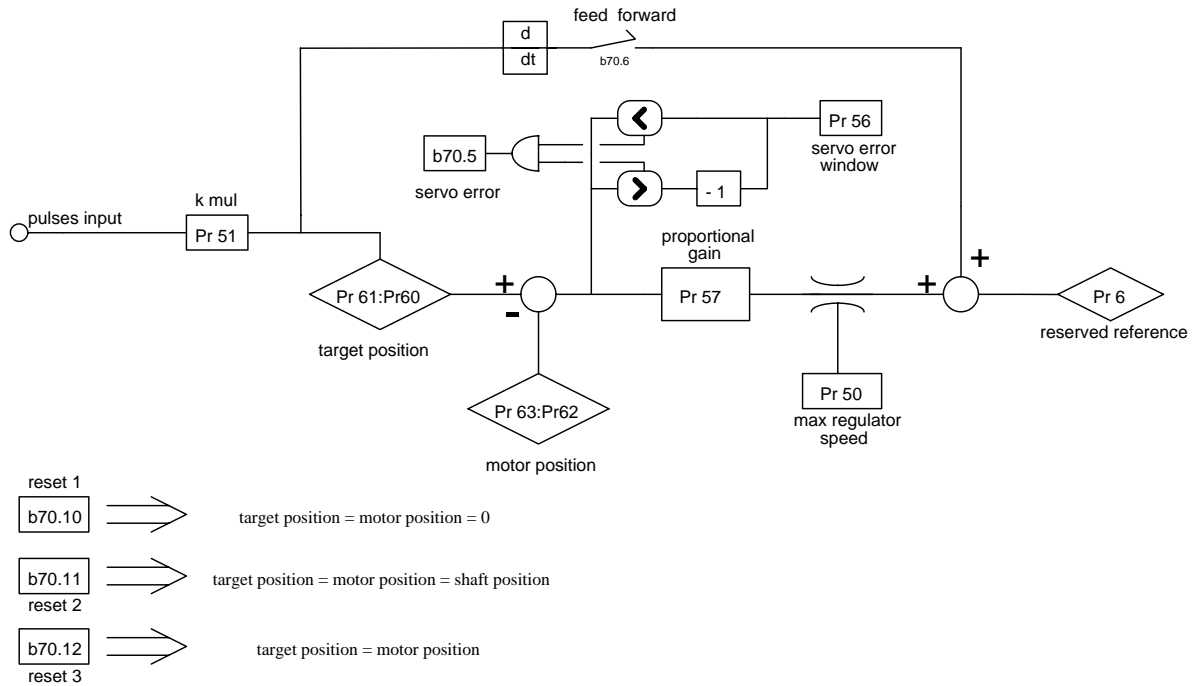 feed forward
d
dt
b70.6
<
Pr 56
servo error
window
b70.5
servo error
>
- 1
k mul
pulses input
Pr 51
proportional
gain
+
+
+
-
Pr 61:Pr60
Pr 57
Pr 6
target position
reserved reference
Pr 50
max regulator
speed
Pr 63:Pr62
motor position
reset 1
b70.10
target position = motor position = 0
b70.11
target position = motor position = shaft position
reset 2
b70.12
target position = motor position
reset 3